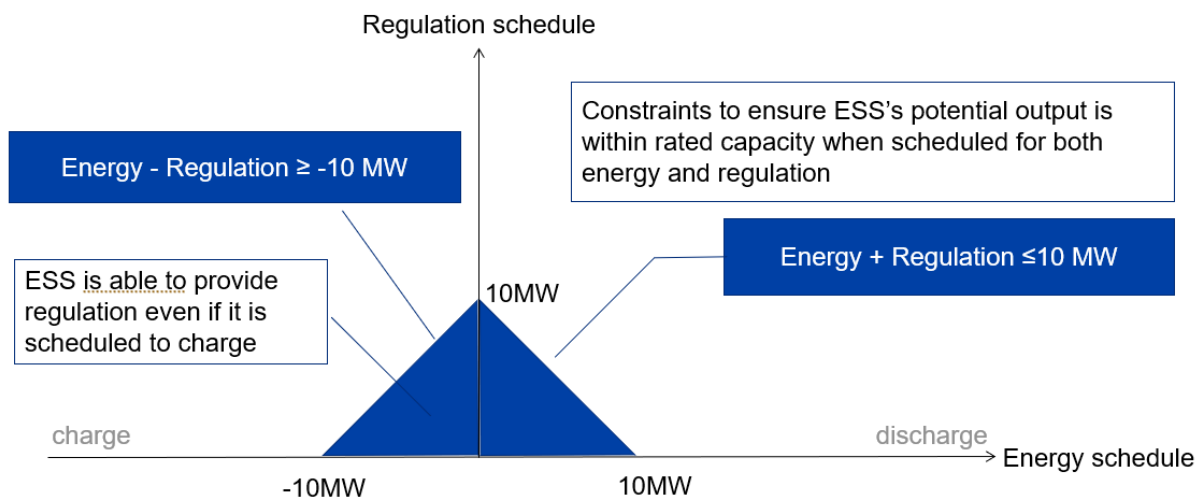 Regulation schedule
Constraints to ensure ESS's potential output is
within rated capacity when scheduled for both
energy and regulation
Energy - Regulation ≥ -10 MW
Energy + Regulation ≤10 MW
ESS is able to provide
regulation even if it is
scheduled to charge
10MW
charge
discharge
Energy schedule
-10MW
10MW